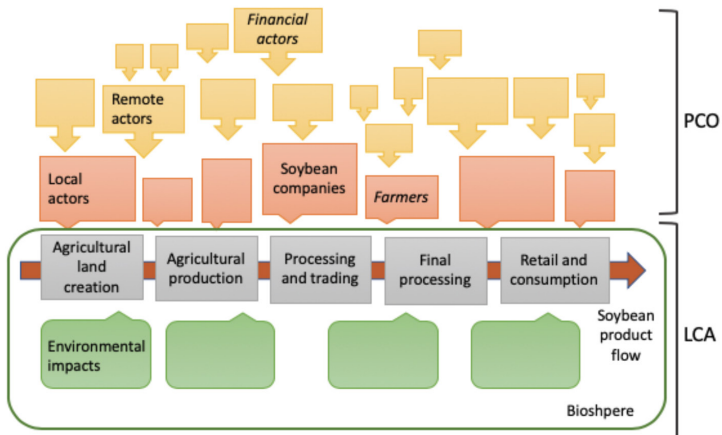 Financial
actors
Remote
actors
PCO
Local
actors
Soybean
companies
Farmers
Agricultural
land
creation
Agricultural
production
Processing
and trading
Final
processing
Retail and
consumption
Soybean
product
flow
LCA
Environmental
impacts
Bioshpere